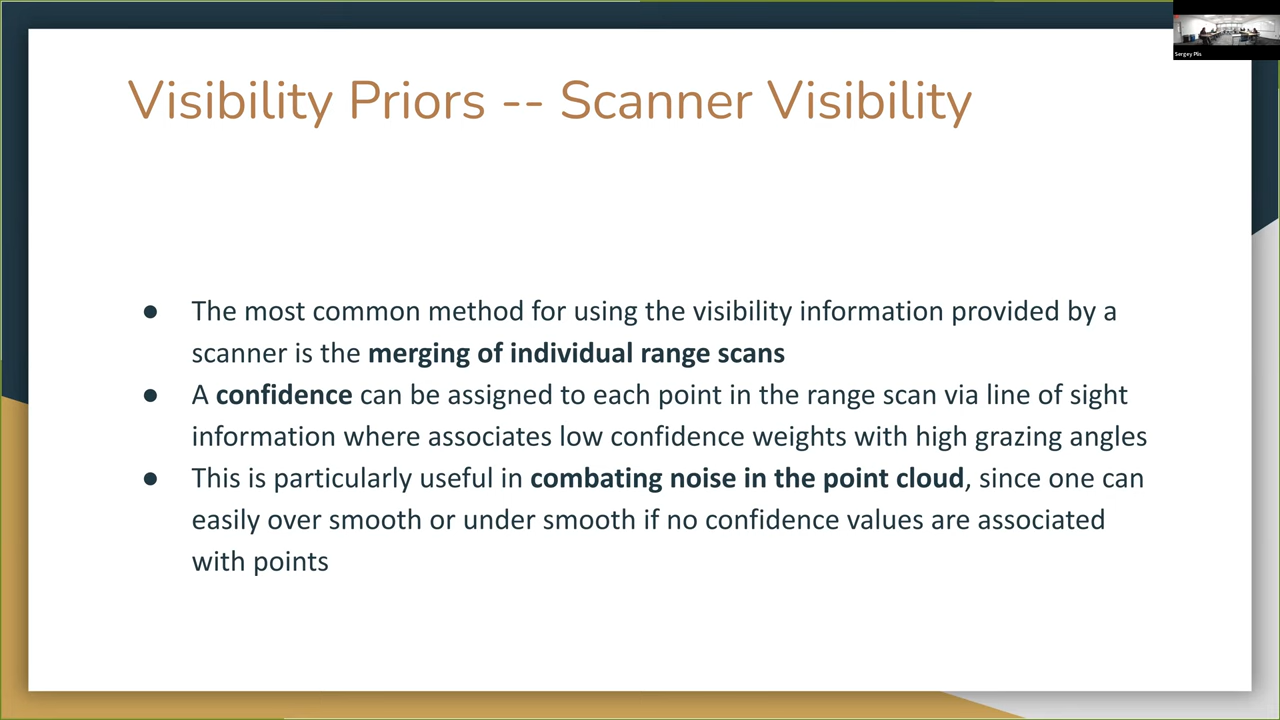 Sergey Plis
Visibility Priors -- Scanner Visibility
● The most common method for using the visibility information provided by a
scanner is the merging of individual range scans
● A confidence can be assigned to each point in the range scan via line of sight
information where associates low confidence weights with high grazing angles
● This is particularly useful in combating noise in the point cloud, since one can
easily over smooth or under smooth if no confidence values are associated
with points